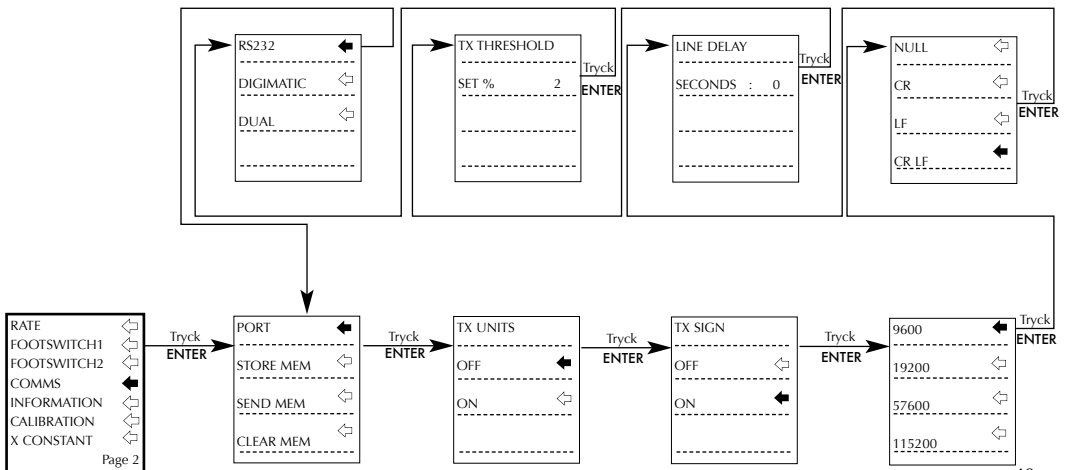 RS232
DIGIMATIC
DUAL
TX THRESHOLD
SET % 2
Tryck
ENTER
LINE DELAY
SECONDS : 0
Tryck
ENTER
NULL
CR
LF
CR LF
Tryck
ENTER
RATE
FOOTSWITCH1
FOOTSWITCH2
COMMS
INFORMATION
CALIBRATION
X CONSTANT
Page 2
Tryck
ENTER
PORT
STORE MEM
SEND MEM
CLEAR MEM
Tryck
ENTER
TX UNITS
OFF
ON
Tryck
ENTER
TX SIGN
OFF
ON
Tryck
ENTER
9600
19200
57600
115200
Tryck
ENTER